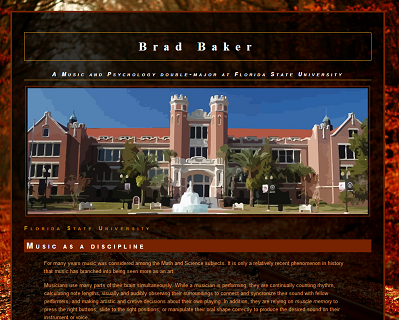 Brad Baker
A Music and Psychology double-major at Florida State University
Florida State University
Music as a discipline
For many years music was considered among the Math and Science subjects. It is only a relatively recent phenomenon in history
that music has branched into being seen more as an art.
Musicians use many parts of their brain simultaneously. While a musician is performing, they are continually counting rhythm,
calculating note lengths, visually and audibly observing their surroundings to connect and syncronize their sound with fellow
performers, and making artistic and cretive decisions about their own playing. In addition, they are relying on muscle memory to
press the right buttons, slide to the right positions, or manipulate their oral shape correctly to produce the desired sound on their
instrument or voice.